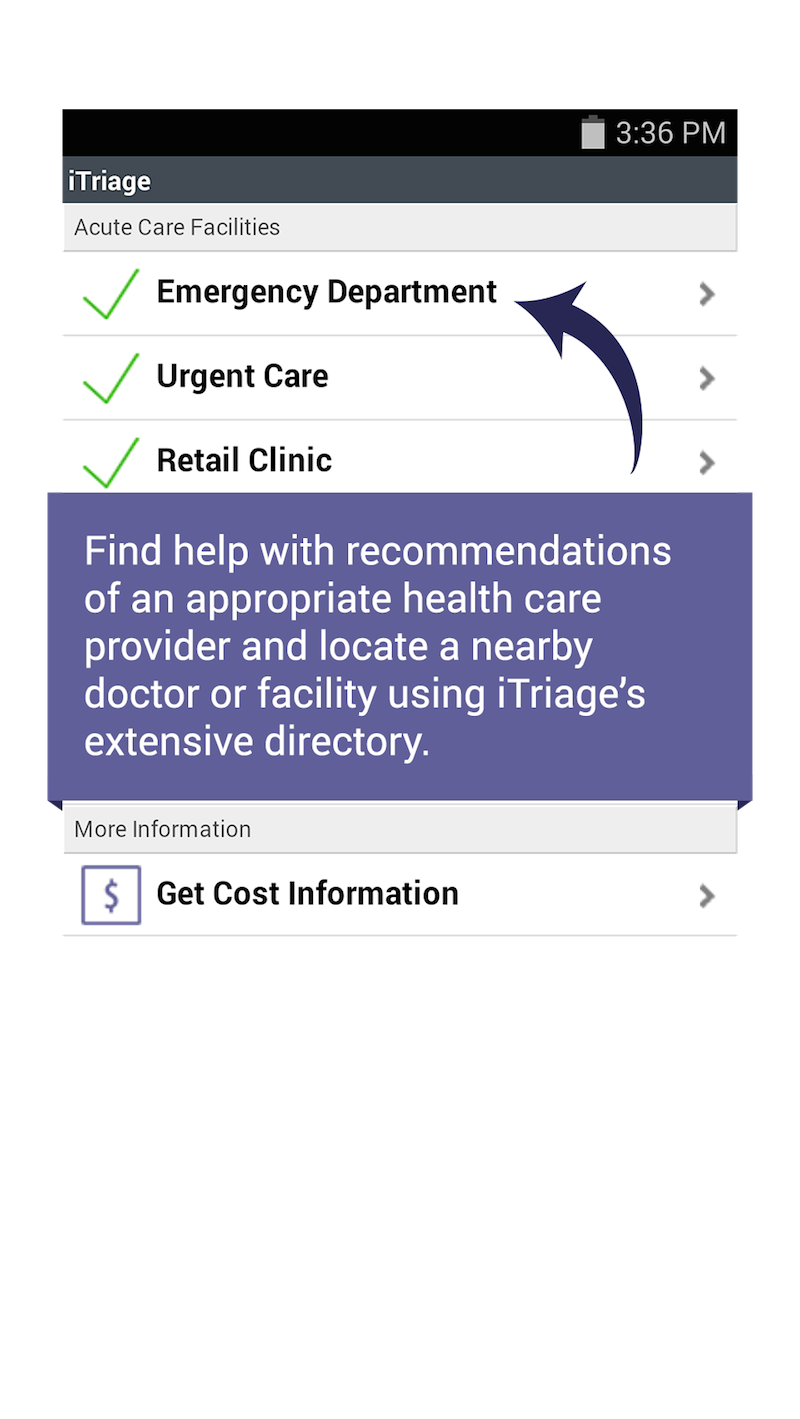 3:36 PM
iTriage
Acute Care Facilities
Emergency Department
Urgent Care
Retail Clinic
Find help with recommendations
of an appropriate health care
provider and locate a nearby
doctor or facility using iTriage’s
extensive directory.
More Information
$
Get Cost Information